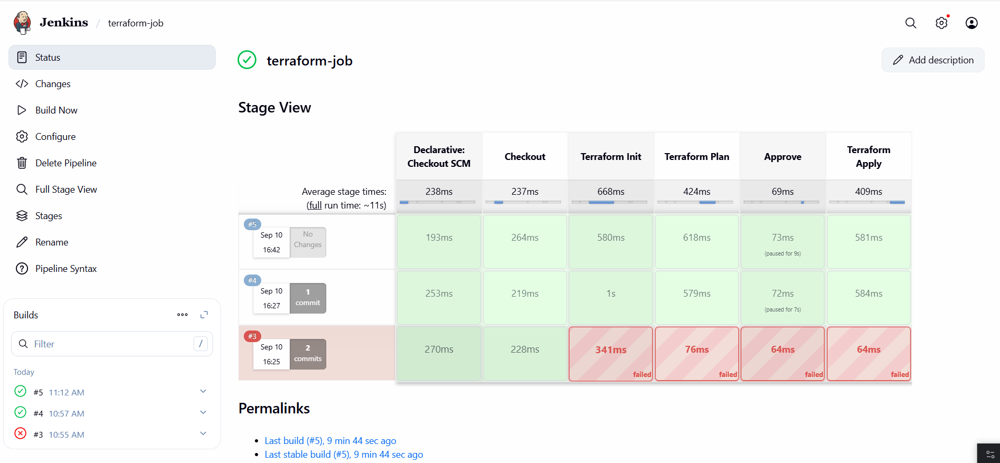 Jenkins / terraform-job
Status
Changes
Build Now
Configure
Delete Pipeline
Full Stage View
Stages
Rename
Pipeline Syntax
Builds
Filter /
Today
#5 11:12 AM
#4 10:57 AM
#3 10:55 AM
terraform-job
Add description
Stage View
Declarative:
Checkout SCM
Checkout
Terraform Init
Terraform Plan
Approve
Terraform
Apply
Average stage times:
(full run time: ~11s)
238ms 237ms 668ms 424ms 69ms 409ms
#5
Sep 10
16:42
No
Changes
193ms 264ms 580ms 618ms 73ms 581ms
(paused for 9s)
#4
Sep 10
16:27
1
commit
253ms 219ms 1s 579ms 72ms 584ms
(paused for 7s)
#3
Sep 10
16:25
2
commits
270ms 228ms 341ms 76ms 64ms 64ms
failed failed failed failed
Permalinks
Last build (#5), 9 min 44 sec ago
Last stable build (#5), 9 min 44 sec ago